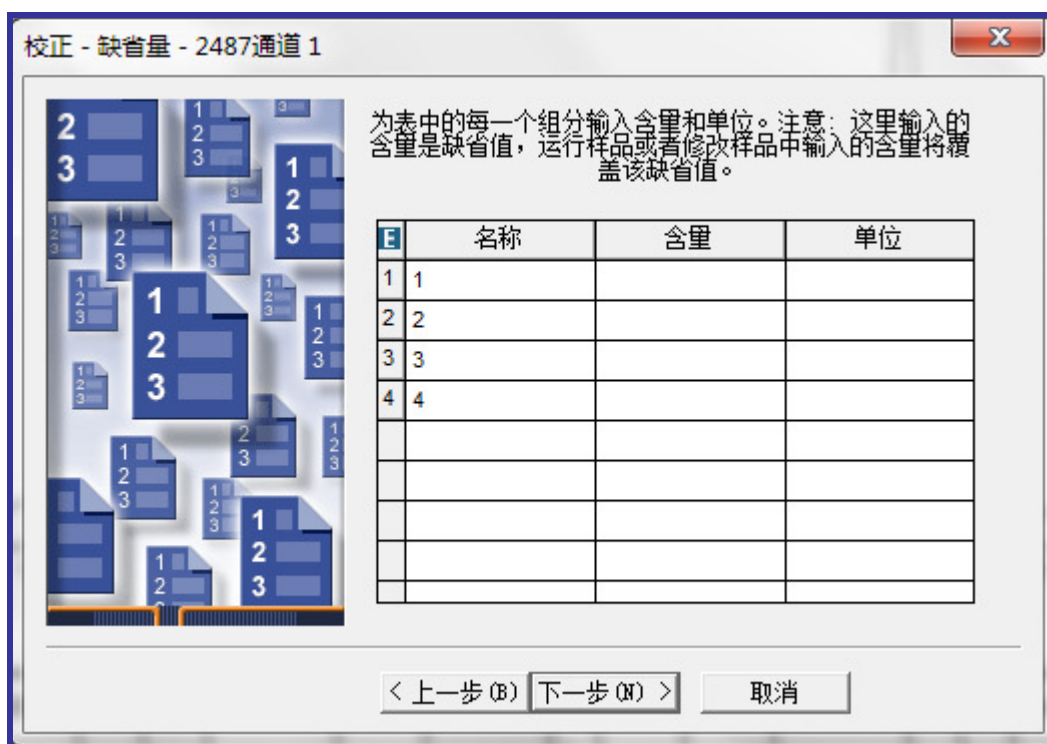 校正 - 缺省量 - 2487通道 1
为表中的每一个组分输入含量和单位。注意：这里输入的
含量是缺省值，运行样品或者修改样品中输入的含量将覆
盖该缺省值。
E 名称 含量 单位
1 1
2 2
3 3
4 4
< 上一步(B) 下一步(N) > 取消